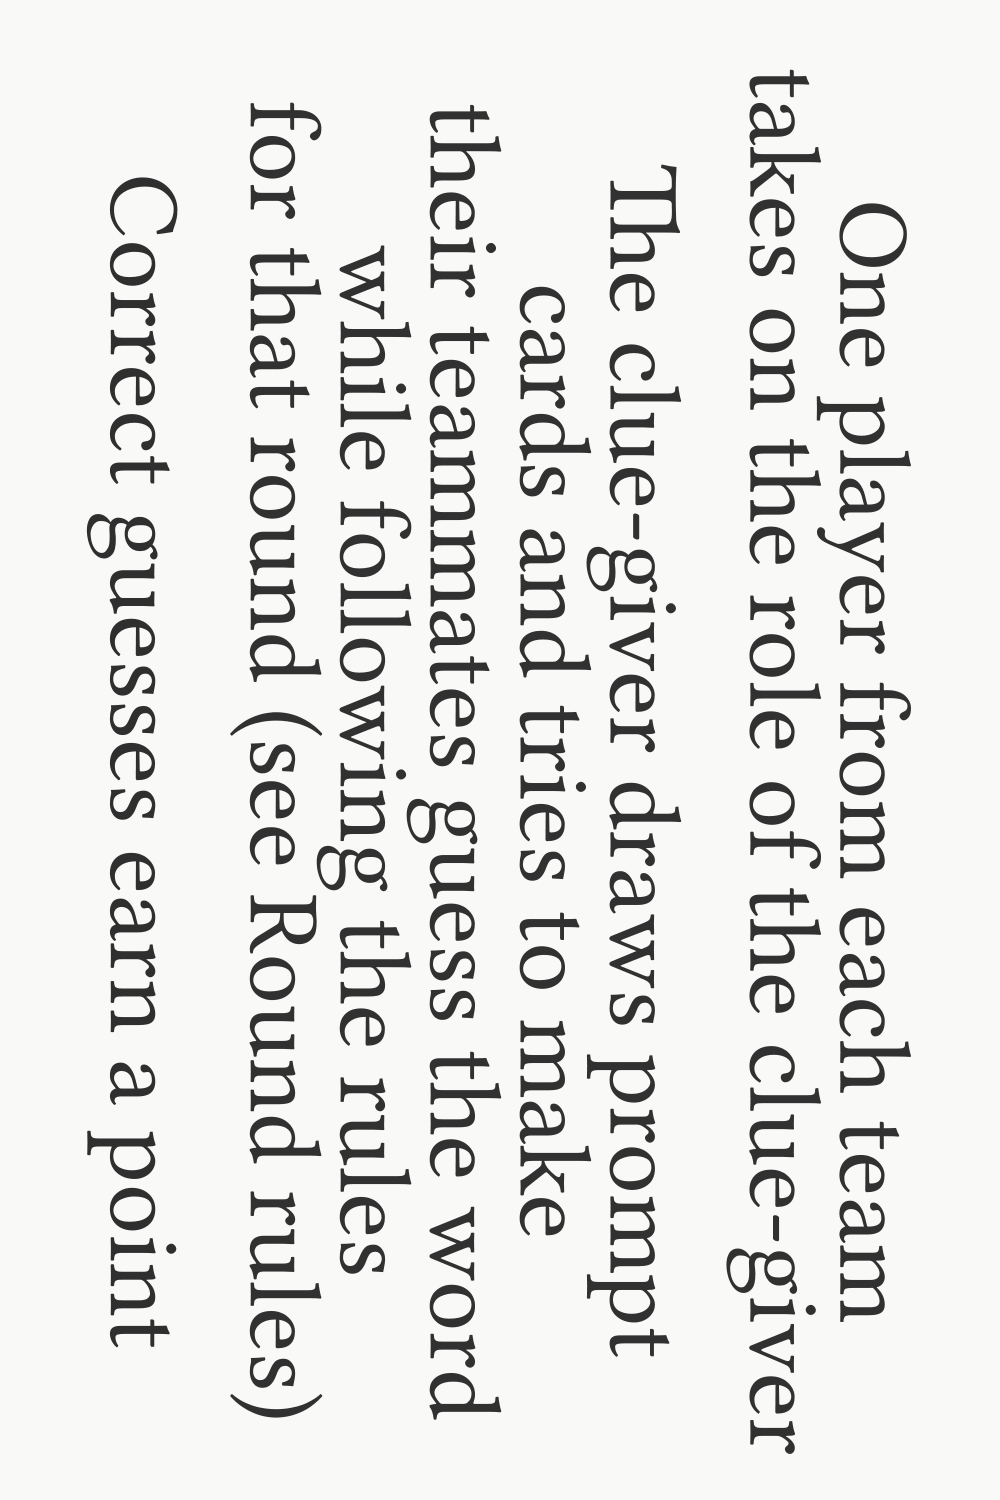 One player from each team
takes on the role of the clue-giver
The clue-giver draws prompt
cards and tries to make
their teammates guess the word
while following the rules
for that round (see Round rules)
Correct guesses earn a point